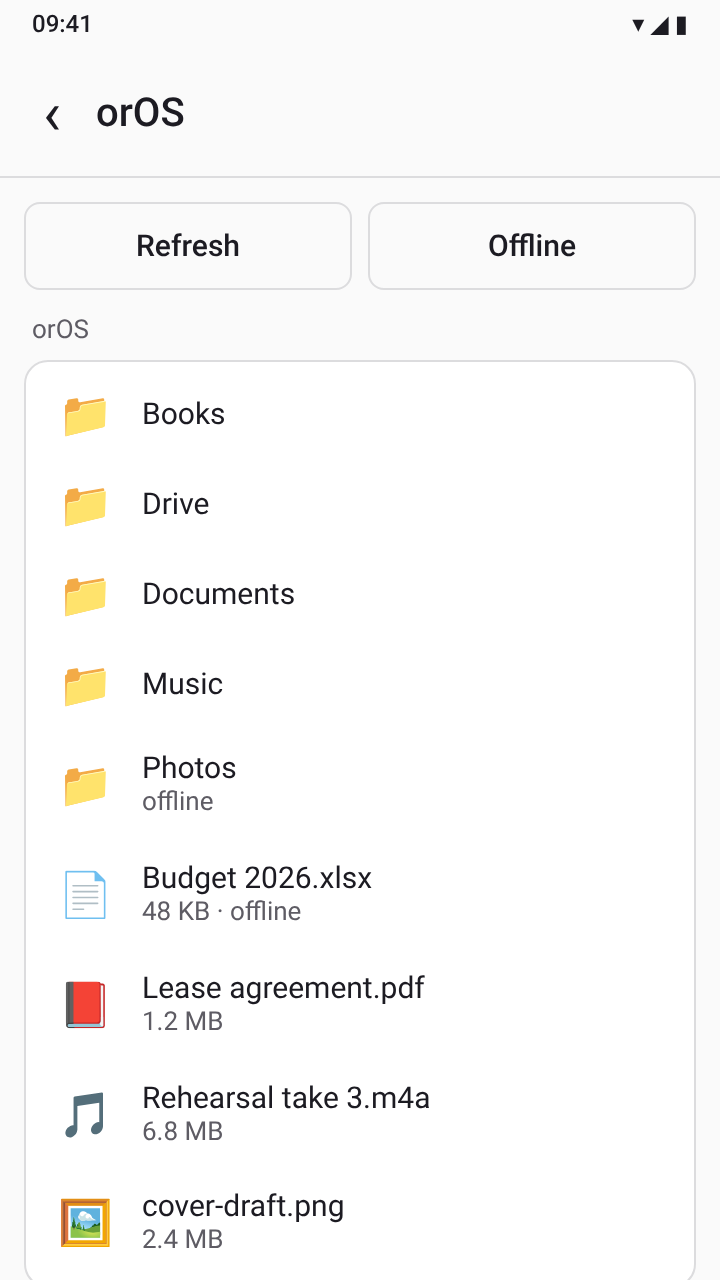 09:41
orOS
Refresh
Offline
orOS
Books
Drive
Documents
Music
Photos
offline
Budget 2026.xlsx
48 KB · offline
Lease agreement.pdf
1.2 MB
Rehearsal take 3.m4a
6.8 MB
cover-draft.png
2.4 MB